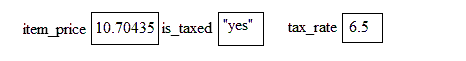 item_price 10.70435 is_taxed "yes" tax_rate 6.5